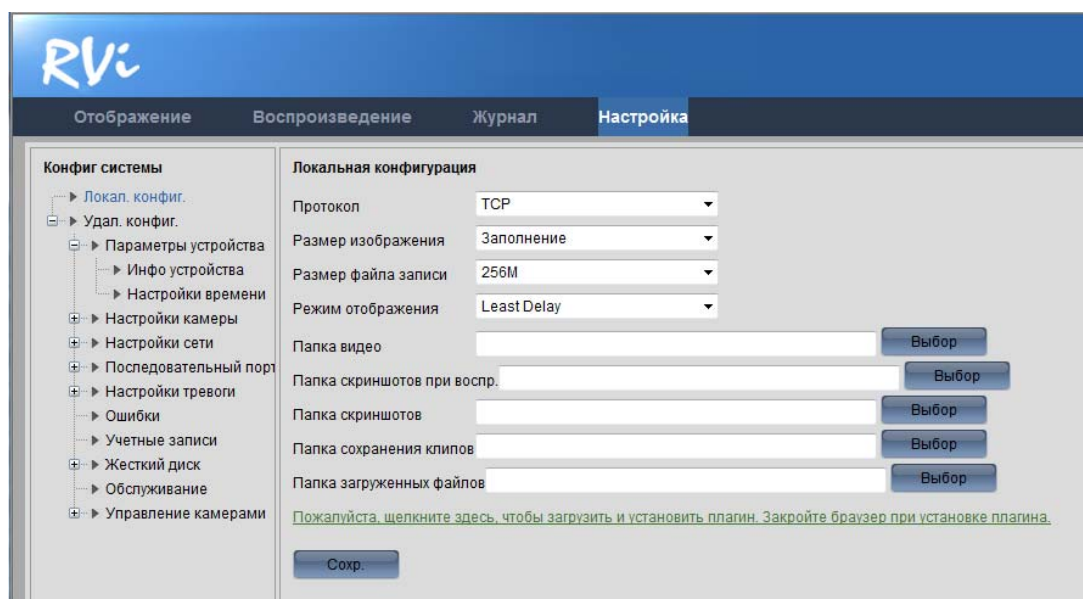 RVi
Отображение Воспроизведение Журнал Настройка
Конфиг системы
Локал. конфиг.
Удал. конфиг.
Параметры устройства
Инфо устройства
Настройки времени
Настройки камеры
Настройки сети
Последовательный порт
Настройки тревоги
Ошибки
Учетные записи
Жесткий диск
Обслуживание
Управление камерами
Локальная конфигурация
Протокол TCP
Размер изображения Заполнение
Размер файла записи 256M
Режим отображения Least Delay
Папка видео Выбор
Папка скриншотов при воспр. Выбор
Папка скриншотов Выбор
Папка сохранения клипов Выбор
Папка загруженных файлов Выбор
Пожалуйста, щелкните здесь, чтобы загрузить и установить плагин. Закройте браузер при установке плагина.
Сохр.